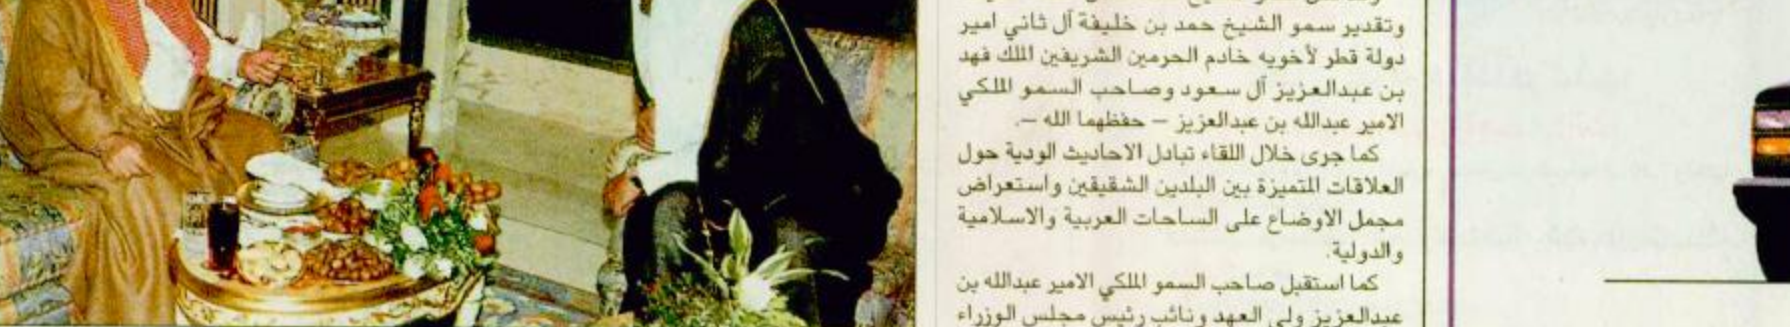 وتقدير سمو الشيخ حمد بن خليفة آل ثاني امير
دولة قطر لأخويه خادم الحرمين الشريفين الملك فهد
بن عبدالعزيز آل سعود وصاحب السمو الملكي
الامير عبدالله بن عبدالعزيز – حفظهما الله –.
كما جرى خلال اللقاء تبادل الاحاديث الودية حول
العلاقات المتميزة بين البلدين الشقيقين واستعراض
مجمل الاوضاع على الساحات العربية والاسلامية
والدولية.
كما استقبل صاحب السمو الملكي الامير عبدالله بن
عبدالعزيز ولي العهد ونائب رئيس مجلس الوزراء